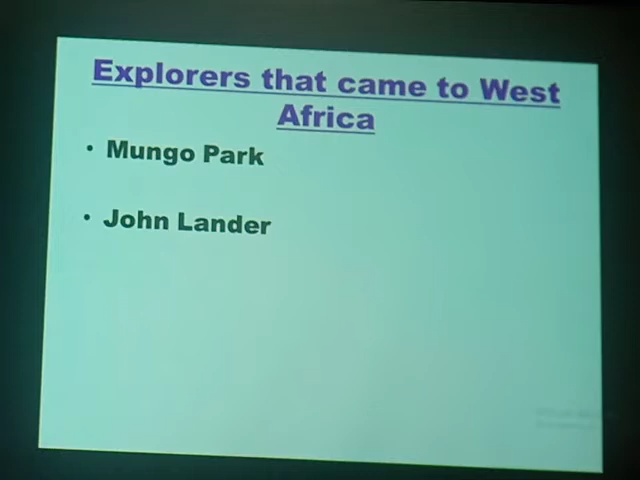 Explorers that came to West
Africa
• Mungo Park
• John Lander